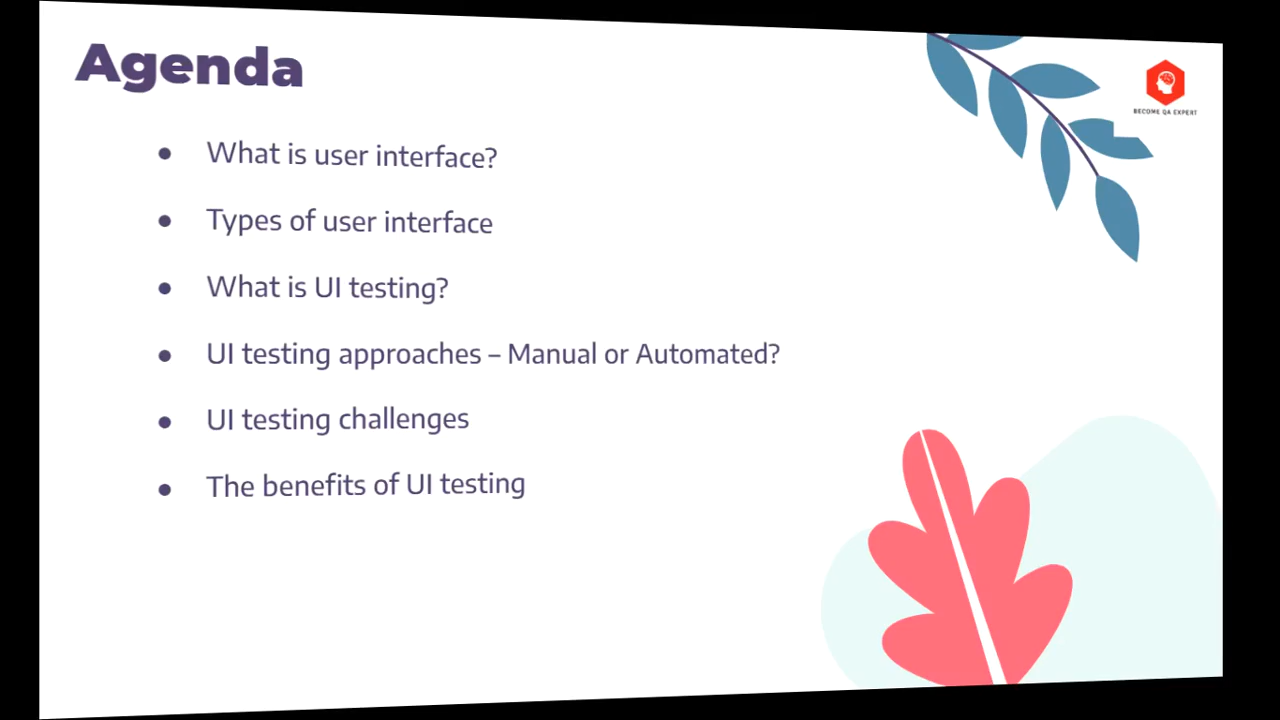 Agenda
BECOME QA EXPERT
• What is user interface?
• Types of user interface
• What is UI testing?
• UI testing approaches – Manual or Automated?
• UI testing challenges
• The benefits of UI testing